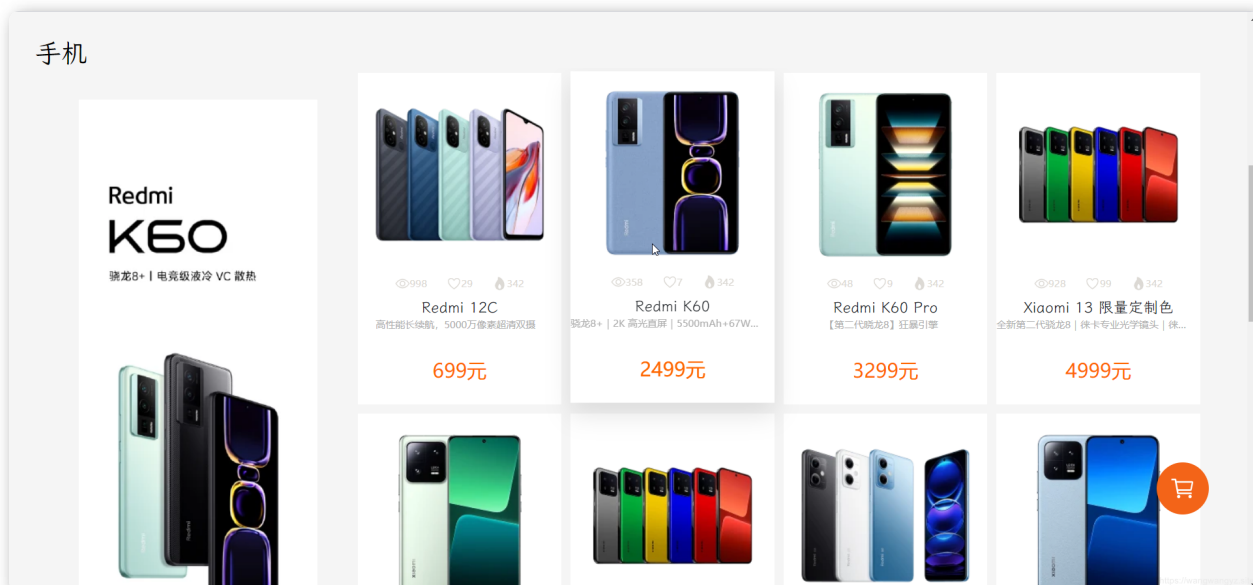 手机
Redmi
K60
骁龙8+丨电竞级液冷 VC 散热
998 29 342
Redmi 12C
高性能长续航，5000万像素超清双摄
699元
358 7 342
Redmi K60
骁龙8+｜2K 高光直屏｜5500mAh+67W...
2499元
48 9 342
Redmi K60 Pro
【第二代骁龙8】狂暴引擎
3299元
928 99 342
Xiaomi 13 限量定制色
全新第二代骁龙8｜徕卡专业光学镜头｜徕...
4999元